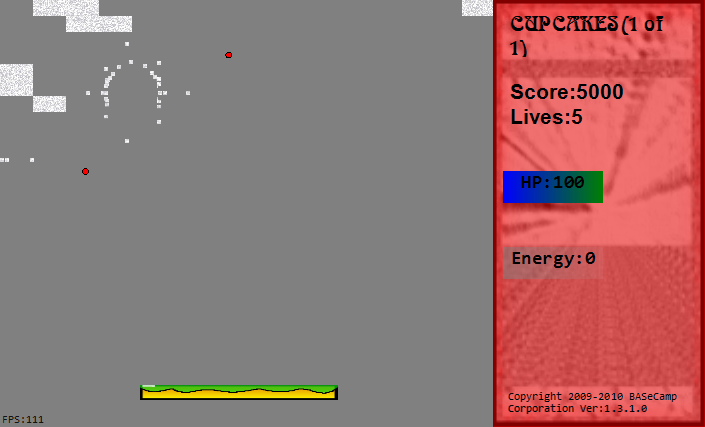 CUPCAKES(1 of
1)
Score:5000
Lives:5
HP:100
Energy:0
Copyright 2009-2010 BASeCamp
Corporation Ver:1.3.1.0
FPS:111